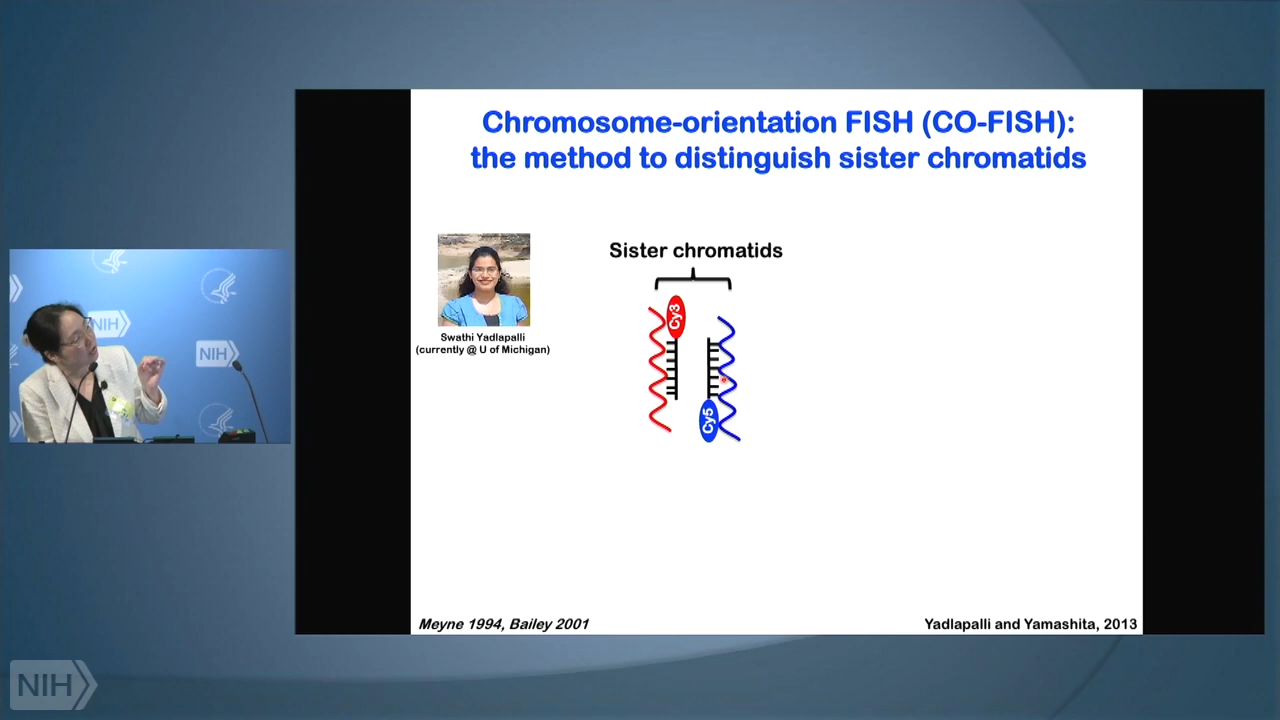 Chromosome-orientation FISH (CO-FISH):
the method to distinguish sister chromatids
Sister chromatids
Cy3
Cy5
Swathi Yadlapalli
(currently @ U of Michigan)
Meyne 1994, Bailey 2001
Yadlapalli and Yamashita, 2013
NIH
NIH
NIH